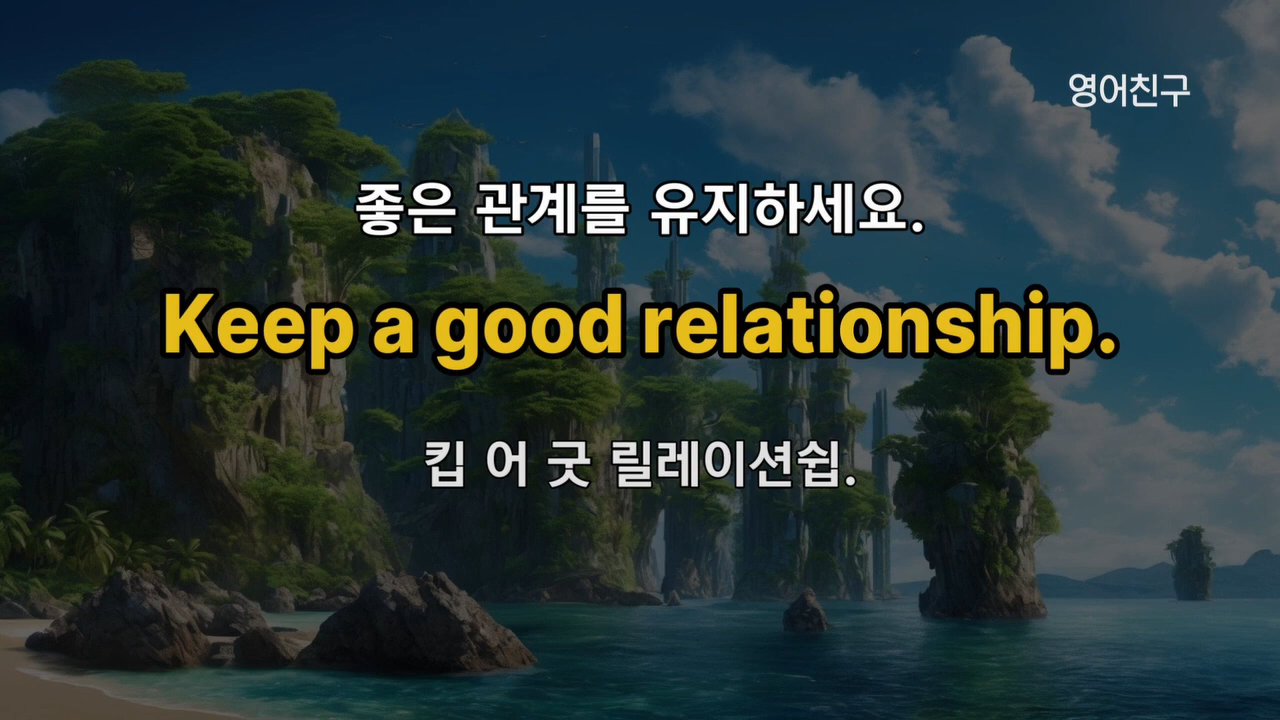 영어친구
좋은 관계를 유지하세요.
Keep a good relationship.
킵 어 굿 릴레이션쉽.